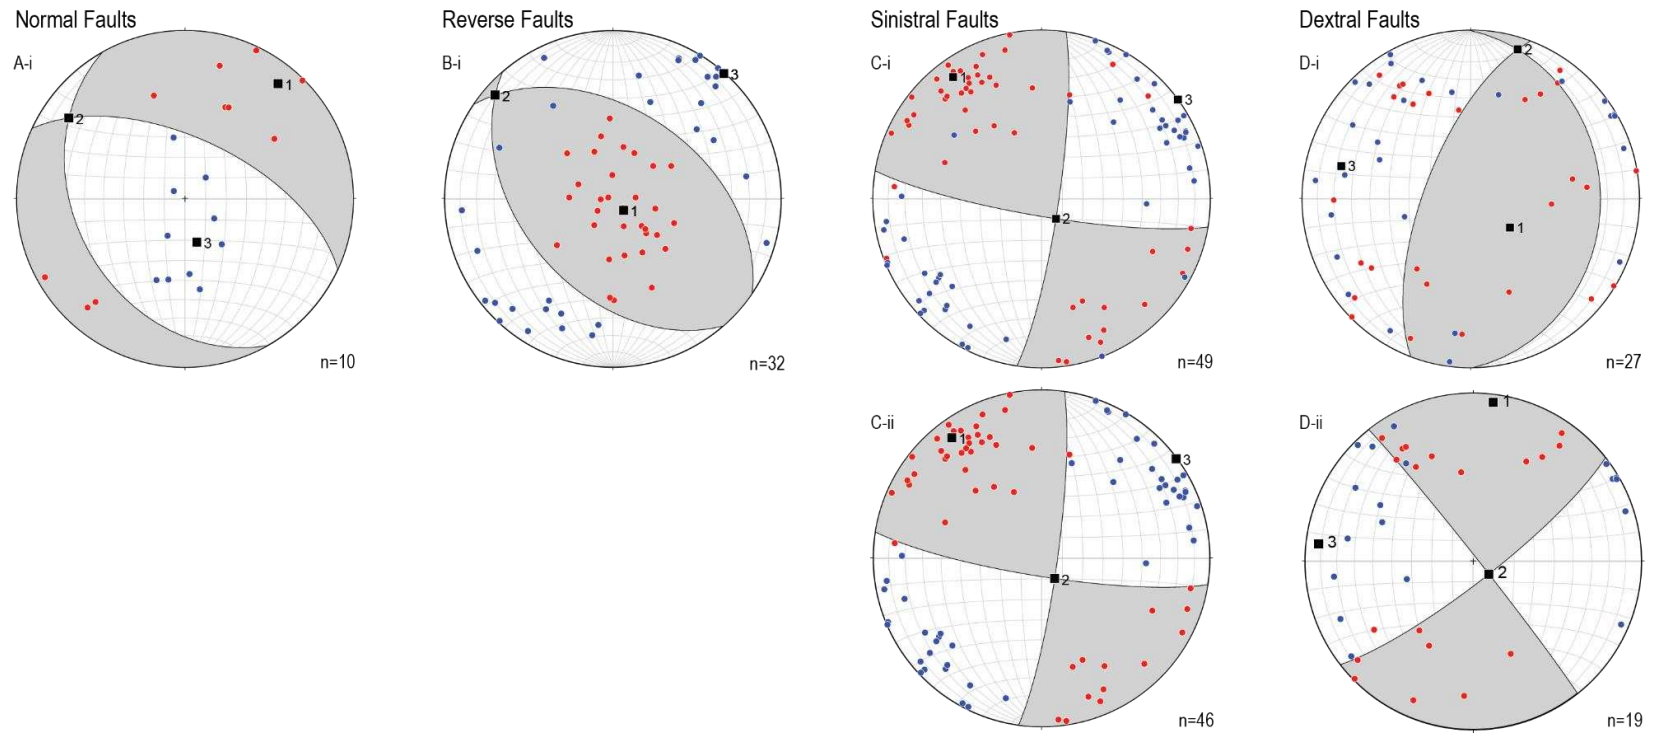 Normal Faults
A-i
1
2
3
n=10
Reverse Faults
B-i
3
2
1
n=32
Sinistral Faults
C-i
1
3
2
n=49
Dextral Faults
D-i
2
3
1
n=27
C-ii
1
3
2
n=46
D-ii
1
3
2
n=19